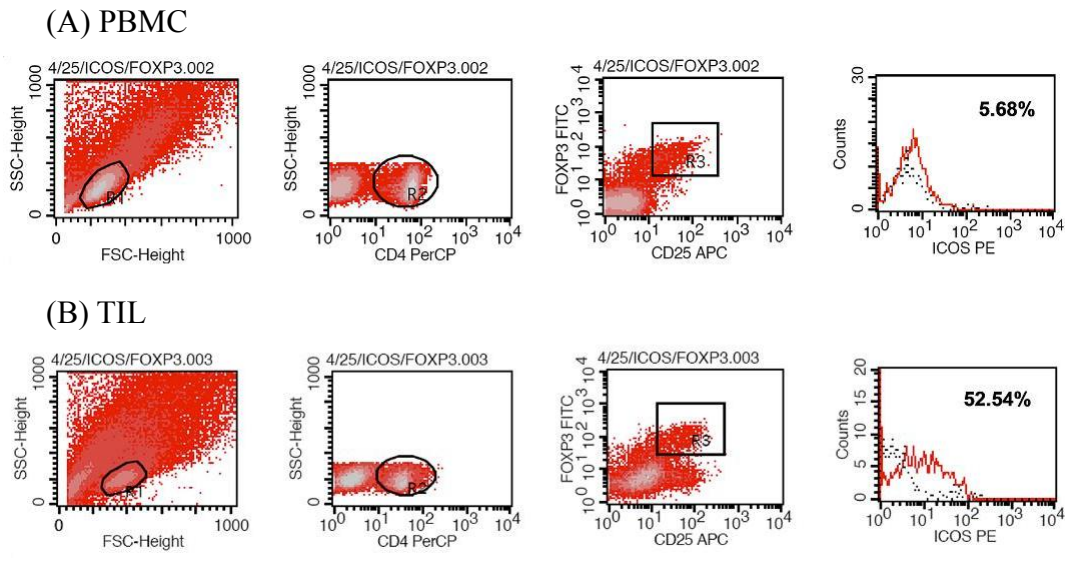 (A) PBMC
4/25/ICOS/FOXP3.002
1000
SSC-Height
0
R1
0 1000
FSC-Height
4/25/ICOS/FOXP3.002
1000
SSC-Height
0
R2
10^0 10^1 10^2 10^3 10^4
CD4 PerCP
4/25/ICOS/FOXP3.002
10^0 10^1 10^2 10^3 10^4
FOXP3 FITC
R3
10^0 10^1 10^2 10^3 10^4
CD25 APC
30
Counts
0
5.68%
10^0 10^1 10^2 10^3 10^4
ICOS PE
(B) TIL
4/25/ICOS/FOXP3.003
1000
SSC-Height
0
R1
0 1000
FSC-Height
4/25/ICOS/FOXP3.003
1000
SSC-Height
0
R2
10^0 10^1 10^2 10^3 10^4
CD4 PerCP
4/25/ICOS/FOXP3.003
10^0 10^1 10^2 10^3 10^4
FOXP3 FITC
R3
10^0 10^1 10^2 10^3 10^4
CD25 APC
20
15
10
5
0
Counts
52.54%
10^0 10^1 10^2 10^3 10^4
ICOS PE